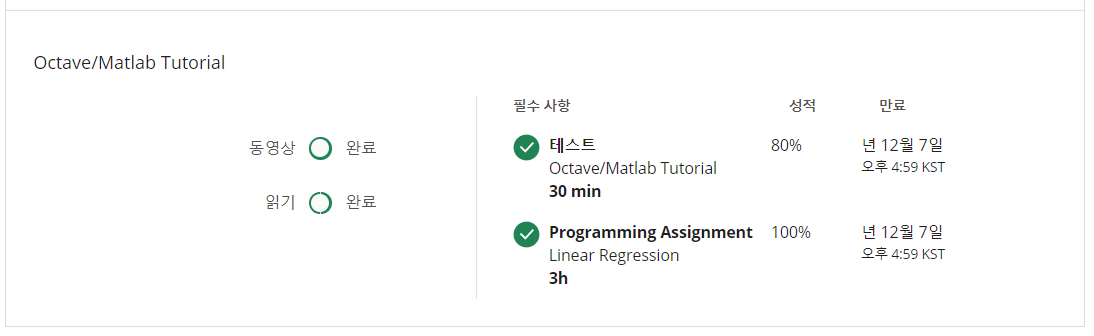 Octave/Matlab Tutorial
동영상 완료
읽기 완료
필수 사항 성적 만료
테스트 80% 년 12월 7일
Octave/Matlab Tutorial 오후 4:59 KST
30 min
Programming Assignment 100% 년 12월 7일
Linear Regression 오후 4:59 KST
3h